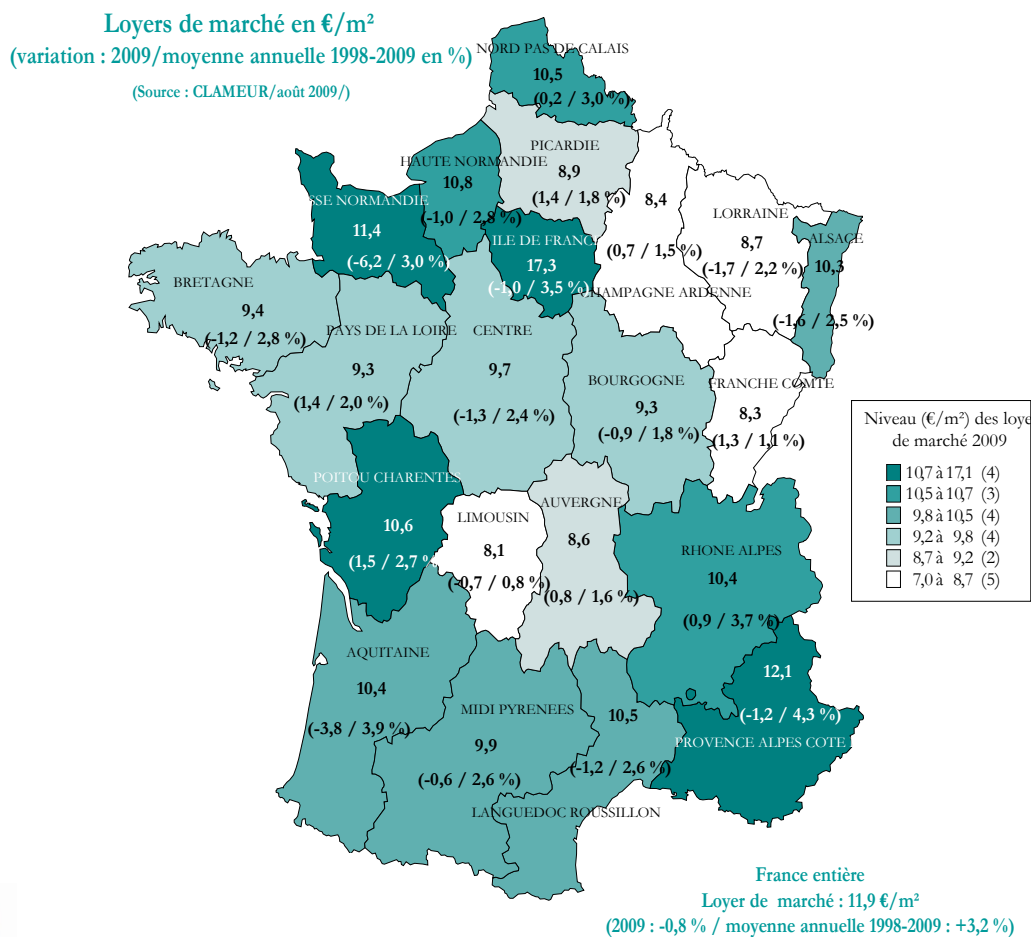 Loyers de marché en €/m²
(variation : 2009/moyenne annuelle 1998-2009 en %)
(Source : CLAMEUR/août 2009/)
NORD PAS DE CALAIS
10,5
(0,2 / 3,0 %)
PICARDIE
8,9
(1,4 / 1,8 %)
HAUTE NORMANDIE
10,8
(-1,0 / 2,8 %)
SSE NORMANDIE
11,4
(-6,2 / 3,0 %)
ILE DE FRANC
17,3
(-1,0 / 3,5 %)
8,4
(0,7 / 1,5 %)
CHAMPAGNE ARDENNE
LORRAINE
8,7
(-1,7 / 2,2 %)
ALSACE
10,3
(-1,6 / 2,5 %)
BRETAGNE
9,4
(-1,2 / 2,8 %)
PAYS DE LA LOIRE
9,3
(1,4 / 2,0 %)
CENTRE
9,7
(-1,3 / 2,4 %)
BOURGOGNE
9,3
(-0,9 / 1,8 %)
FRANCHE COMTE
8,3
(1,3 / 1,1 %)
Niveau (€/m²) des loye
de marché 2009
10,7 à 17,1 (4)
10,5 à 10,7 (3)
9,8 à 10,5 (4)
9,2 à 9,8 (4)
8,7 à 9,2 (2)
7,0 à 8,7 (5)
POITOU CHARENTES
10,6
(1,5 / 2,7 %
LIMOUSIN
8,1
(-0,7 / 0,8 %)
AUVERGNE
8,6
(0,8 / 1,6 %)
RHONE ALPES
10,4
(0,9 / 3,7 %)
AQUITAINE
10,4
(-3,8 / 3,9 %)
MIDI PYRENEES
9,9
(-0,6 / 2,6 %)
10,5
(-1,2 / 2,6 %)
LANGUEDOC ROUSSILLON
12,1
(-1,2 / 4,3 %)
PROVENCE ALPES COTE
France entière
Loyer de marché : 11,9 €/m²
(2009 : -0,8 % / moyenne annuelle 1998-2009 : +3,2 %)